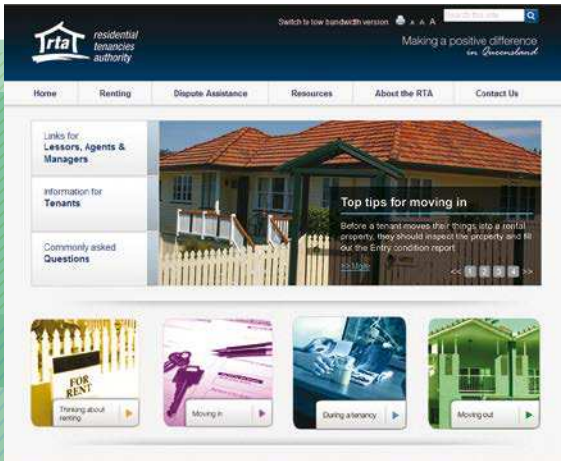 rta
residential
tenancies
authority
Switch to low bandwidth version A A A
Search this site
Making a positive difference
in Queensland
Home Renting Dispute Assistance Resources About the RTA Contact Us
Links for
Lessors, Agents &
Managers
Information for
Tenants
Commonly asked
Questions
Top tips for moving in
Before a tenant moves their things into a rental
property, they should inspect the property and fill
out the Entry condition report
>> More
<< 1 2 3 4 >>
FOR
RENT
Thinking about
renting
Moving in
During a tenancy
Moving out